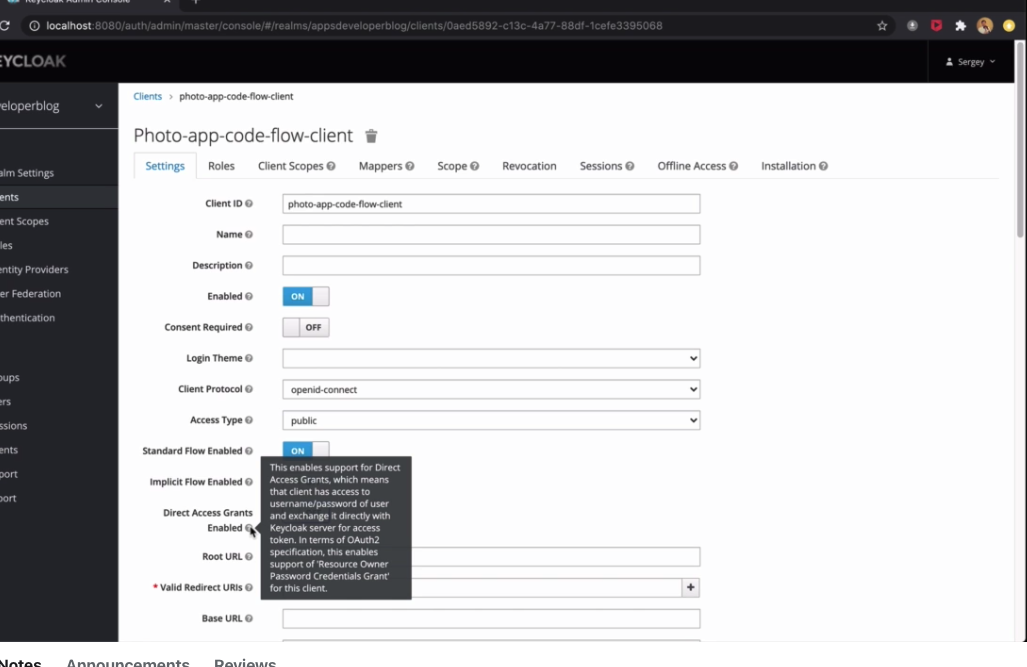 Keycloak Admin Console
localhost:8080/auth/admin/master/console/#/realms/appsdeveloperblog/clients/0aed5892-c13c-4a77-88df-1cefe3395068
EYCLOAK
Sergey
eloperblog
Clients > photo-app-code-flow-client
Photo-app-code-flow-client
Settings Roles Client Scopes Mappers Scope Revocation Sessions Offline Access Installation
alm Settings
ents
ent Scopes
les
entity Providers
er Federation
thentication
oups
ers
ssions
ents
port
port
Client ID photo-app-code-flow-client
Name
Description
Enabled ON
Consent Required OFF
Login Theme
Client Protocol openid-connect
Access Type public
Standard Flow Enabled ON
Implicit Flow Enabled
Direct Access Grants
Enabled
This enables support for Direct
Access Grants, which means
that client has access to
username/password of user
and exchange it directly with
Keycloak server for access
token. In terms of OAuth2
specification, this enables
support of 'Resource Owner
Password Credentials Grant'
for this client.
Root URL
* Valid Redirect URIs +
Base URL
Notes Announcements Reviews